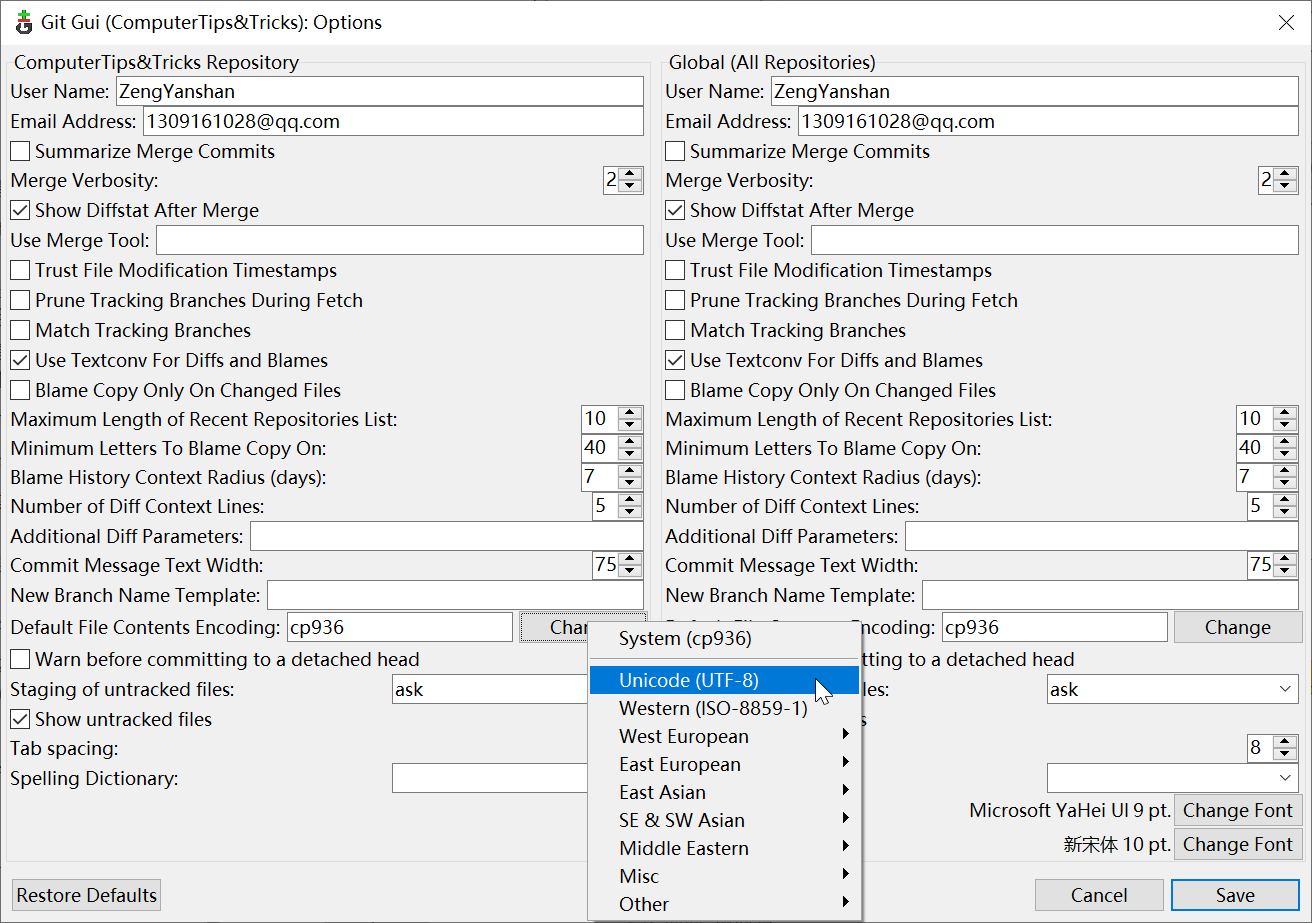 Git Gui (ComputerTips&Tricks): Options
ComputerTips&Tricks Repository
User Name: ZengYanshan
Email Address: 1309161028@qq.com
Summarize Merge Commits
Merge Verbosity: 2
Show Diffstat After Merge
Use Merge Tool:
Trust File Modification Timestamps
Prune Tracking Branches During Fetch
Match Tracking Branches
Use Textconv For Diffs and Blames
Blame Copy Only On Changed Files
Maximum Length of Recent Repositories List: 10
Minimum Letters To Blame Copy On: 40
Blame History Context Radius (days): 7
Number of Diff Context Lines: 5
Additional Diff Parameters:
Commit Message Text Width: 75
New Branch Name Template:
Default File Contents Encoding: cp936
Warn before committing to a detached head
Staging of untracked files: ask
Show untracked files
Tab spacing:
Spelling Dictionary:
System (cp936)
Unicode (UTF-8)
Western (ISO-8859-1)
West European
East European
East Asian
SE & SW Asian
Middle Eastern
Misc
Other
Global (All Repositories)
User Name: ZengYanshan
Email Address: 1309161028@qq.com
Summarize Merge Commits
Merge Verbosity: 2
Show Diffstat After Merge
Use Merge Tool:
Trust File Modification Timestamps
Prune Tracking Branches During Fetch
Match Tracking Branches
Use Textconv For Diffs and Blames
Blame Copy Only On Changed Files
Maximum Length of Recent Repositories List: 10
Minimum Letters To Blame Copy On: 40
Blame History Context Radius (days): 7
Number of Diff Context Lines: 5
Additional Diff Parameters:
Commit Message Text Width: 75
New Branch Name Template:
Encoding: cp936 Change
to a detached head
ask
8
Microsoft YaHei UI 9 pt. Change Font
新宋体 10 pt. Change Font
Restore Defaults
Cancel
Save